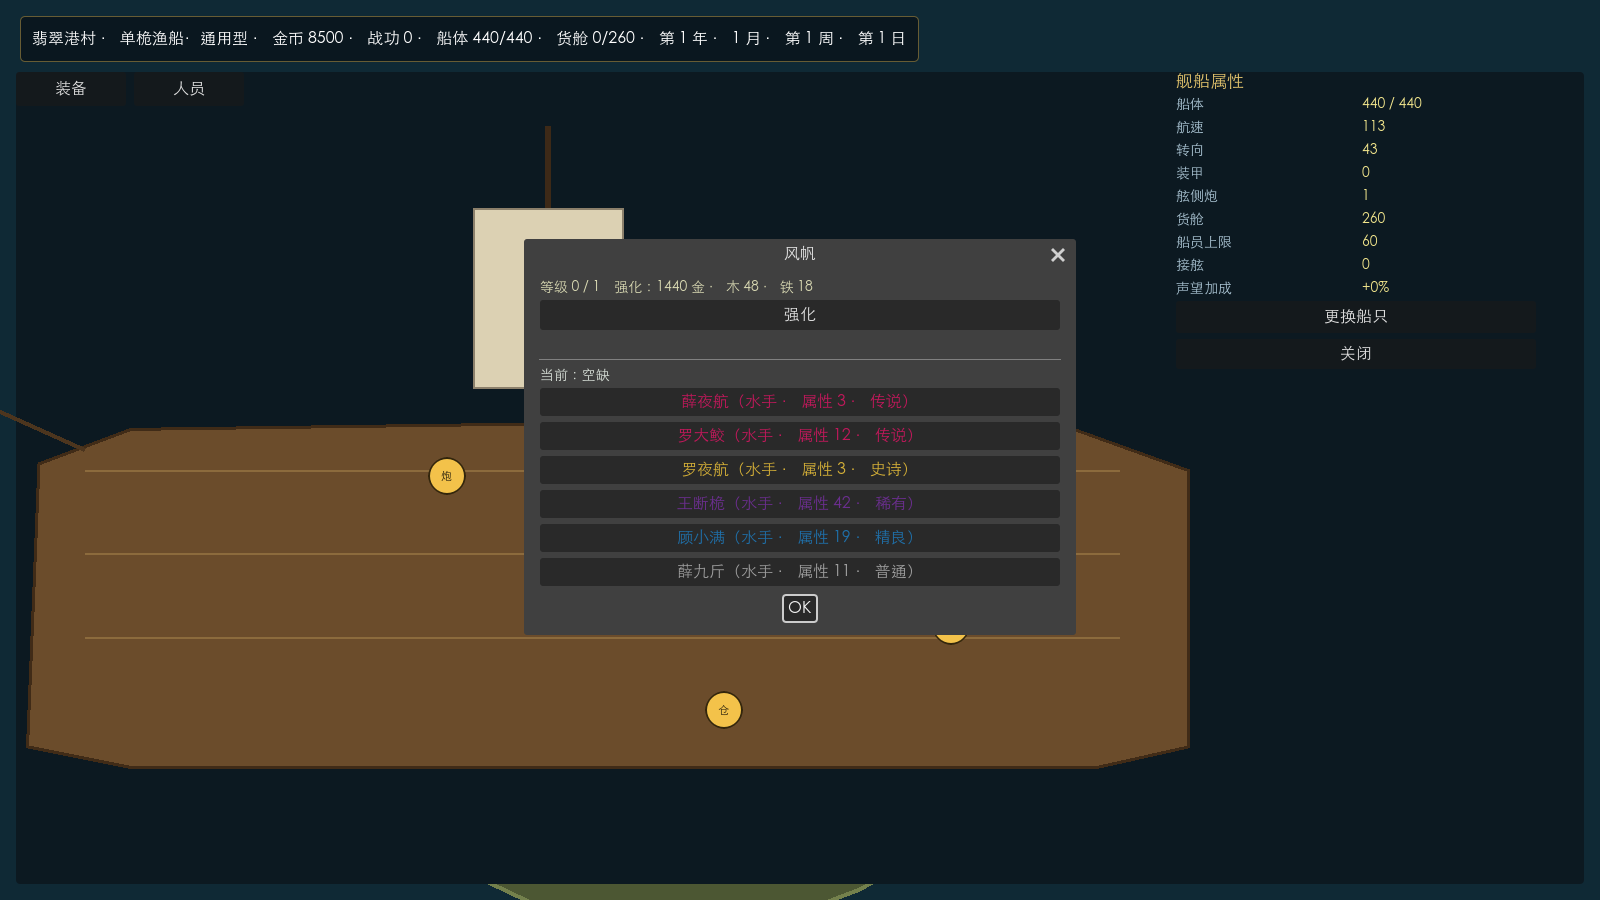 翡翠港村 · 单桅渔船 · 通用型 · 金币 8500 · 战功 0 · 船体 440/440 · 货舱 0/260 · 第 1 年 · 1 月 · 第 1 周 · 第 1 日
装备 人员
舰船属性
船体 440 / 440
航速 113
转向 43
装甲 0
舷侧炮 1
货舱 260
船员上限 60
接舷 0
声望加成 +0%
更换船只
关闭
风帆
等级 0 / 1 强化：1440 金 · 木 48 · 铁 18
强化
当前：空缺
薛夜航（水手 · 属性 3 · 传说）
罗大鲛（水手 · 属性 12 · 传说）
罗夜航（水手 · 属性 3 · 史诗）
王断桅（水手 · 属性 42 · 稀有）
顾小满（水手 · 属性 19 · 精良）
薛九斤（水手 · 属性 11 · 普通）
OK
炮
仓